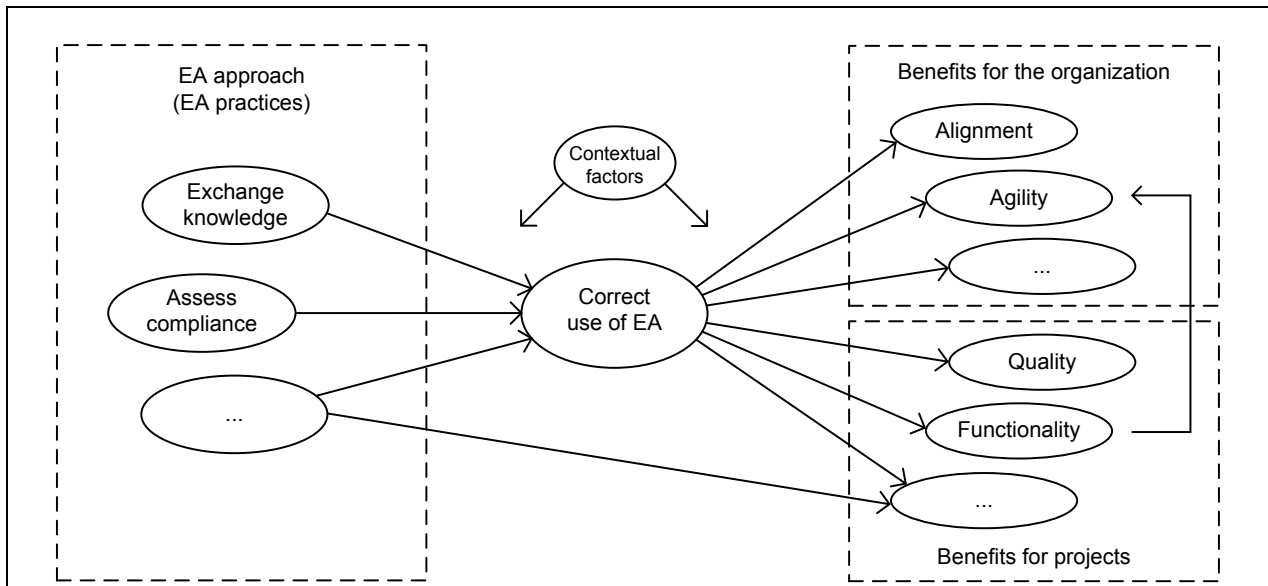 EA approach
(EA practices)
Exchange
knowledge
Assess
compliance
...
Contextual
factors
Correct
use of EA
Benefits for the organization
Alignment
Agility
...
Quality
Functionality
...
Benefits for projects